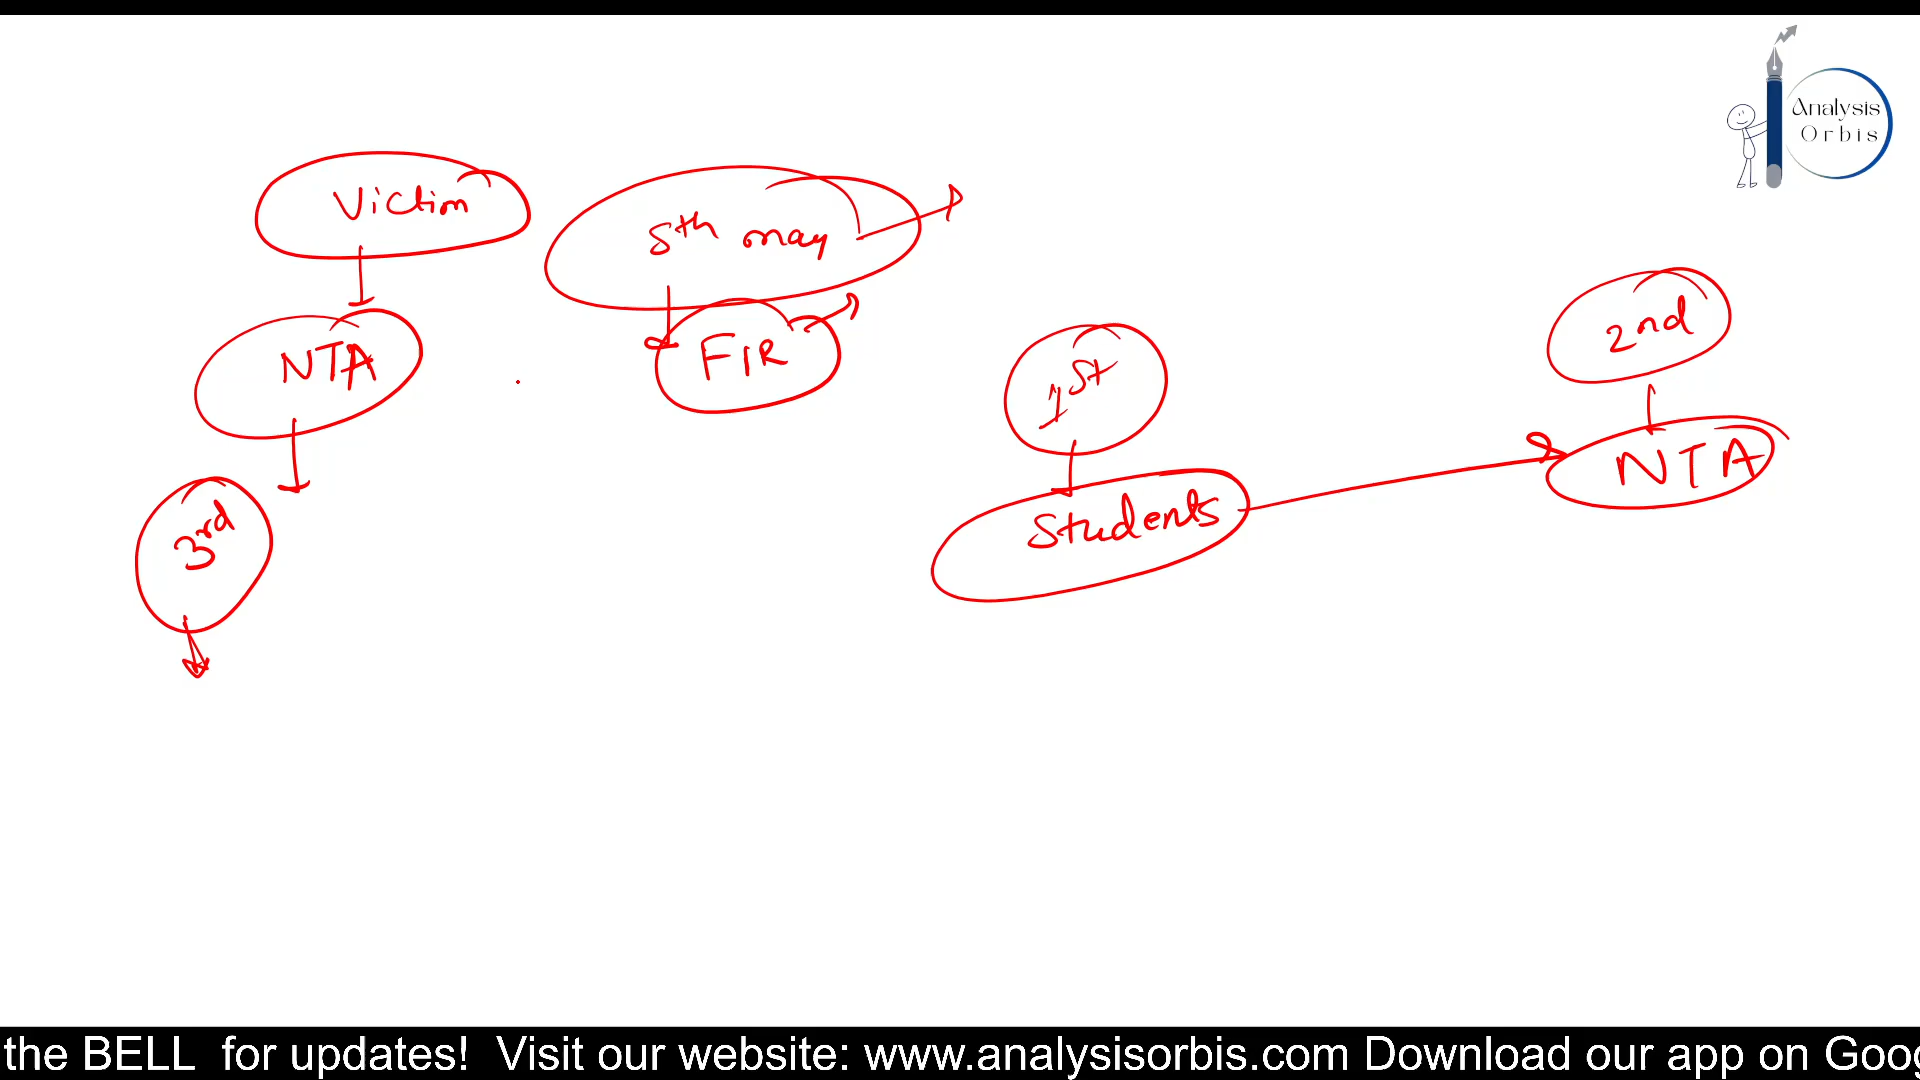 Analysis
Orbis
Victim
5th may
NTA
FIR
1st
2nd
Students
NTA
3rd
the BELL for updates! Visit our website: www.analysisorbis.com Download our app on Goog